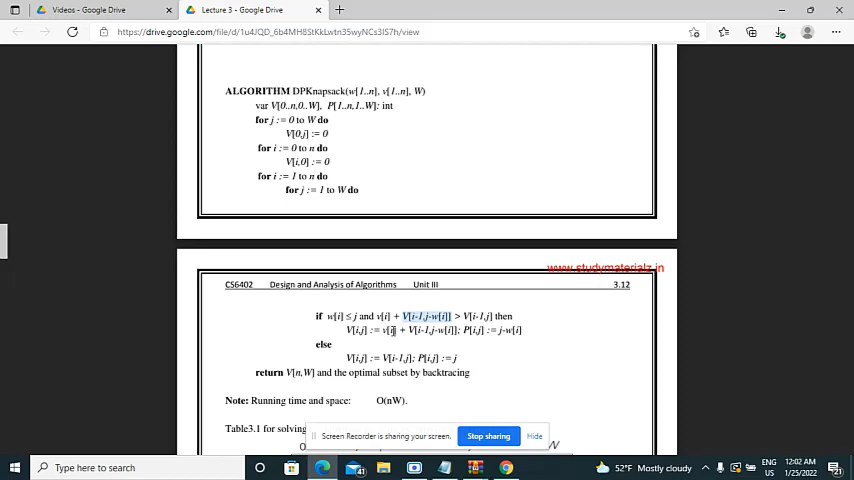 Videos - Google Drive
Lecture 3 - Google Drive
https://drive.google.com/file/d/1u4JQD_6b4MH8StKkLwtn35wyNCs3IS7h/view
ALGORITHM DPKnapsack(w[1..n], v[1..n], W)
var V[0..n,0..W], P[1..n,1..W]: int
for j := 0 to W do
V[0,j] := 0
for i := 0 to n do
V[i,0] := 0
for i := 1 to n do
for j := 1 to W do
www.studymaterialz.in
CS6402 Design and Analysis of Algorithms Unit III 3.12
if w[i] ≤ j and v[i] + V[i-1,j-w[i]] > V[i-1,j] then
V[i,j] := v[i] + V[i-1,j-w[i]]; P[i,j] := j-w[i]
else
V[i,j] := V[i-1,j]; P[i,j] := j
return V[n,W] and the optimal subset by backtracing
Note: Running time and space: O(nW).
Table3.1 for solving
Screen Recorder is sharing your screen. Stop sharing Hide
Type here to search
41
52°F Mostly cloudy
ENG
US
12:02 AM
1/25/2022
21